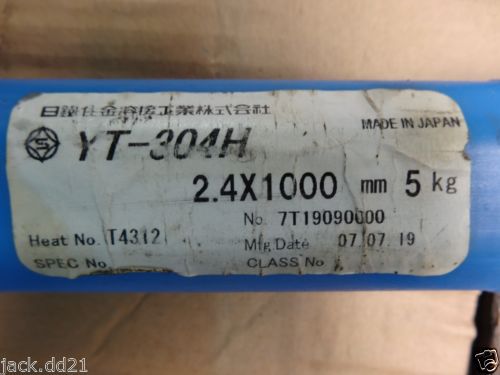 日鐵住金溶接工業株式会社
MADE IN JAPAN
YT-304H
2.4X1000 mm 5 kg
No. 7T19090000
Heat No. T4312 Mfg.Date 07.07.19
SPEC No. CLASS No
jack.dd21